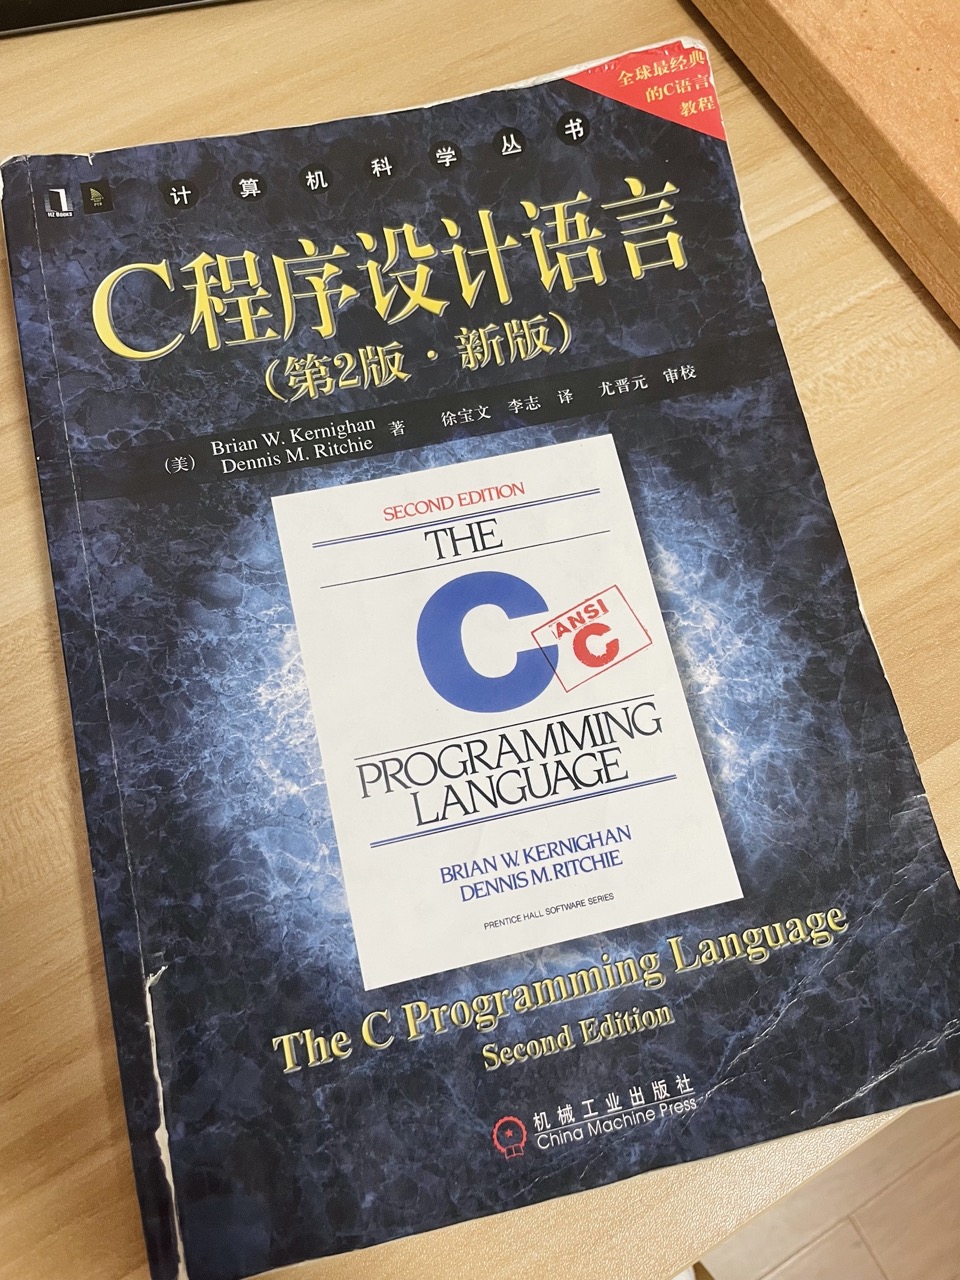 全球最经典
的C语言
教程
HZ Books
计算机科学丛书
C程序设计语言
(第2版·新版)
(美) Brian W. Kernighan
Dennis M. Ritchie 著 徐宝文 李志 译 尤晋元 审校
SECOND EDITION
THE
C
ANSI
C
PROGRAMMING
LANGUAGE
BRIAN W. KERNIGHAN
DENNIS M. RITCHIE
PRENTICE HALL SOFTWARE SERIES
The C Programming Language
Second Edition
机械工业出版社
China Machine Press